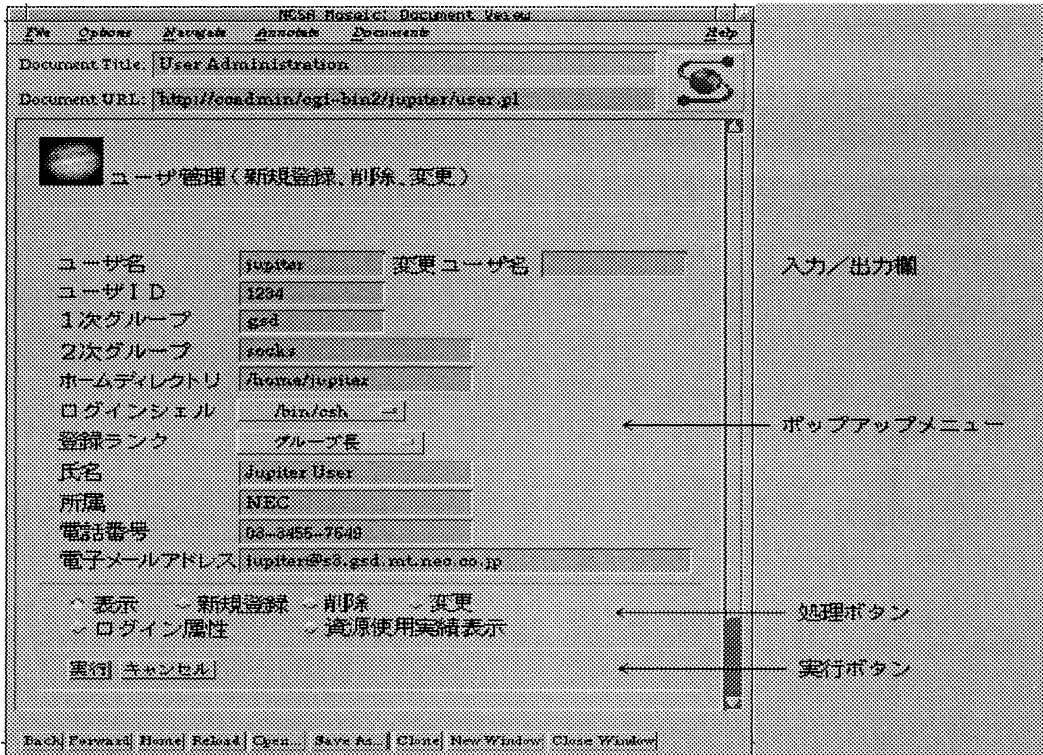 NCSA Mosaic: Document View
File Options Navigate Annotate Documents Help
Document Title: User Administration
Document URL: http://ccadmin/cgi-bin2/jupiter/user.pl
ユーザ管理(新規登録、削除、変更)
ユーザ名 jupiter 変更ユーザ名 入力/出力欄
ユーザID 1234
1次グループ gsd
2次グループ socks
ホームディレクトリ /home/jupiter
ログインシェル /bin/csh ポップアップメニュー
登録ランク グループ長
氏名 Jupiter User
所属 NEC
電話番号 03-3455-7649
電子メールアドレス jupiter@s3.gsd.mt.nec.co.jp
表示 新規登録 削除 変更 処理ボタン
ログイン属性 資源使用実績表示
実行 キャンセル 実行ボタン
Back Forward Home Reload Open... Save As... Clone New Window Close Window